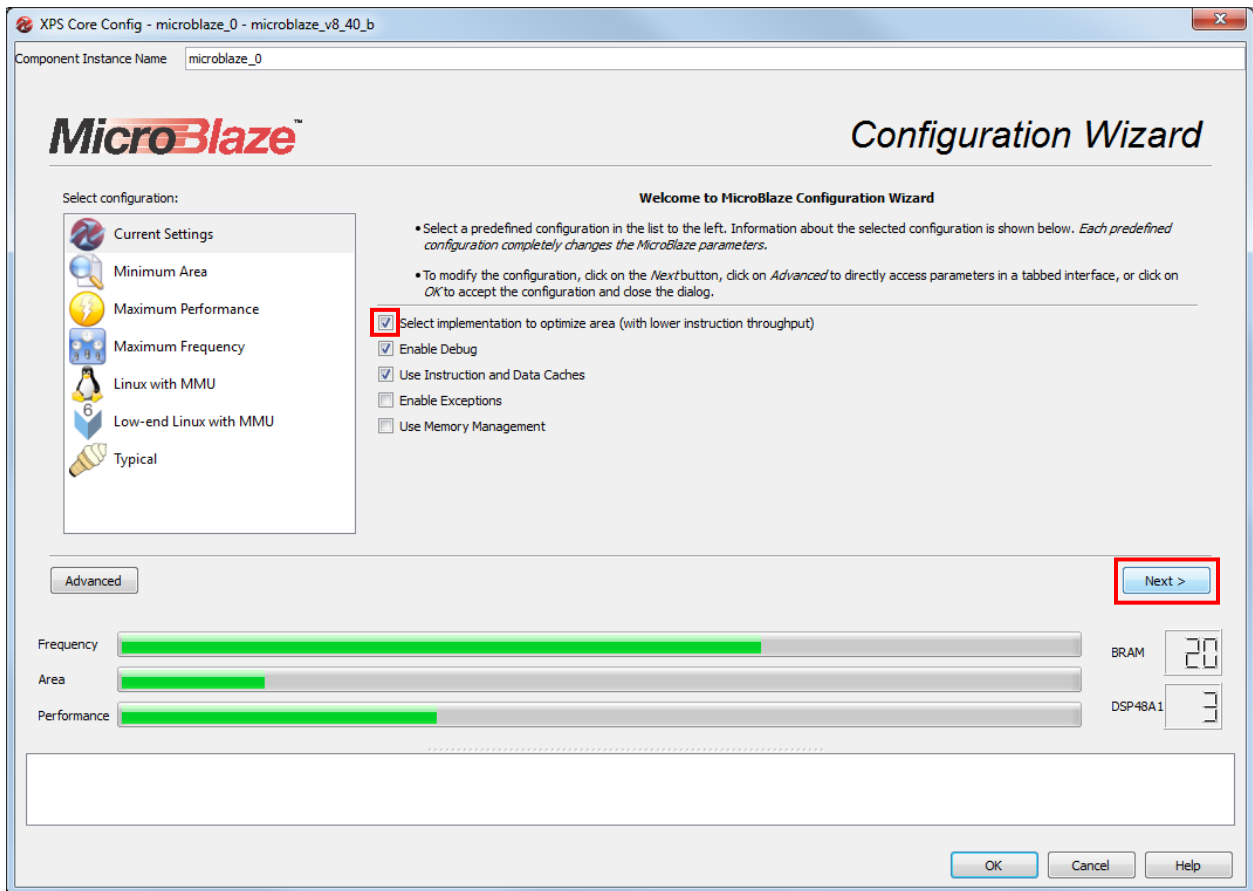 XPS Core Config - microblaze_0 - microblaze_v8_40_b
Component Instance Name microblaze_0
MicroBlaze™
Configuration Wizard
Select configuration:
Current Settings
Minimum Area
Maximum Performance
Maximum Frequency
Linux with MMU
6
Low-end Linux with MMU
Typical
Welcome to MicroBlaze Configuration Wizard
•Select a predefined configuration in the list to the left. Information about the selected configuration is shown below. Each predefined
configuration completely changes the MicroBlaze parameters.
•To modify the configuration, click on the Next button, click on Advanced to directly access parameters in a tabbed interface, or click on
OK to accept the configuration and close the dialog.
Select implementation to optimize area (with lower instruction throughput)
Enable Debug
Use Instruction and Data Caches
Enable Exceptions
Use Memory Management
Advanced
Next >
Frequency
Area
Performance
BRAM 20
DSP48A1 3
OK Cancel Help